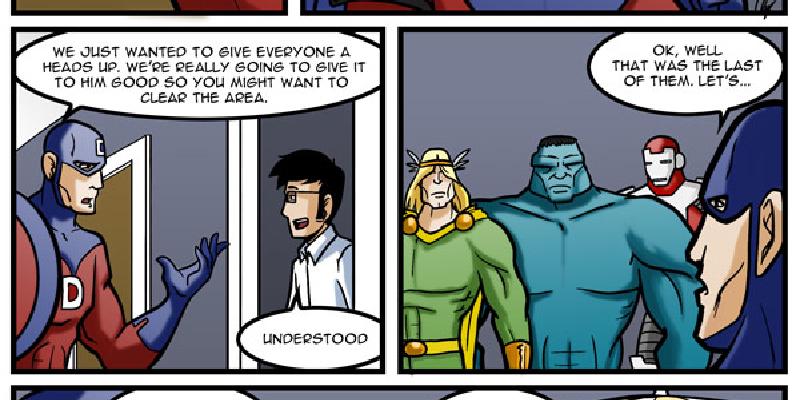 WE JUST WANTED TO GIVE EVERYONE A
HEADS UP. WE'RE REALLY GOING TO GIVE IT
TO HIM GOOD SO YOU MIGHT WANT TO
CLEAR THE AREA.
D
UNDERSTOOD
OK, WELL
THAT WAS THE LAST
OF THEM. LET'S...